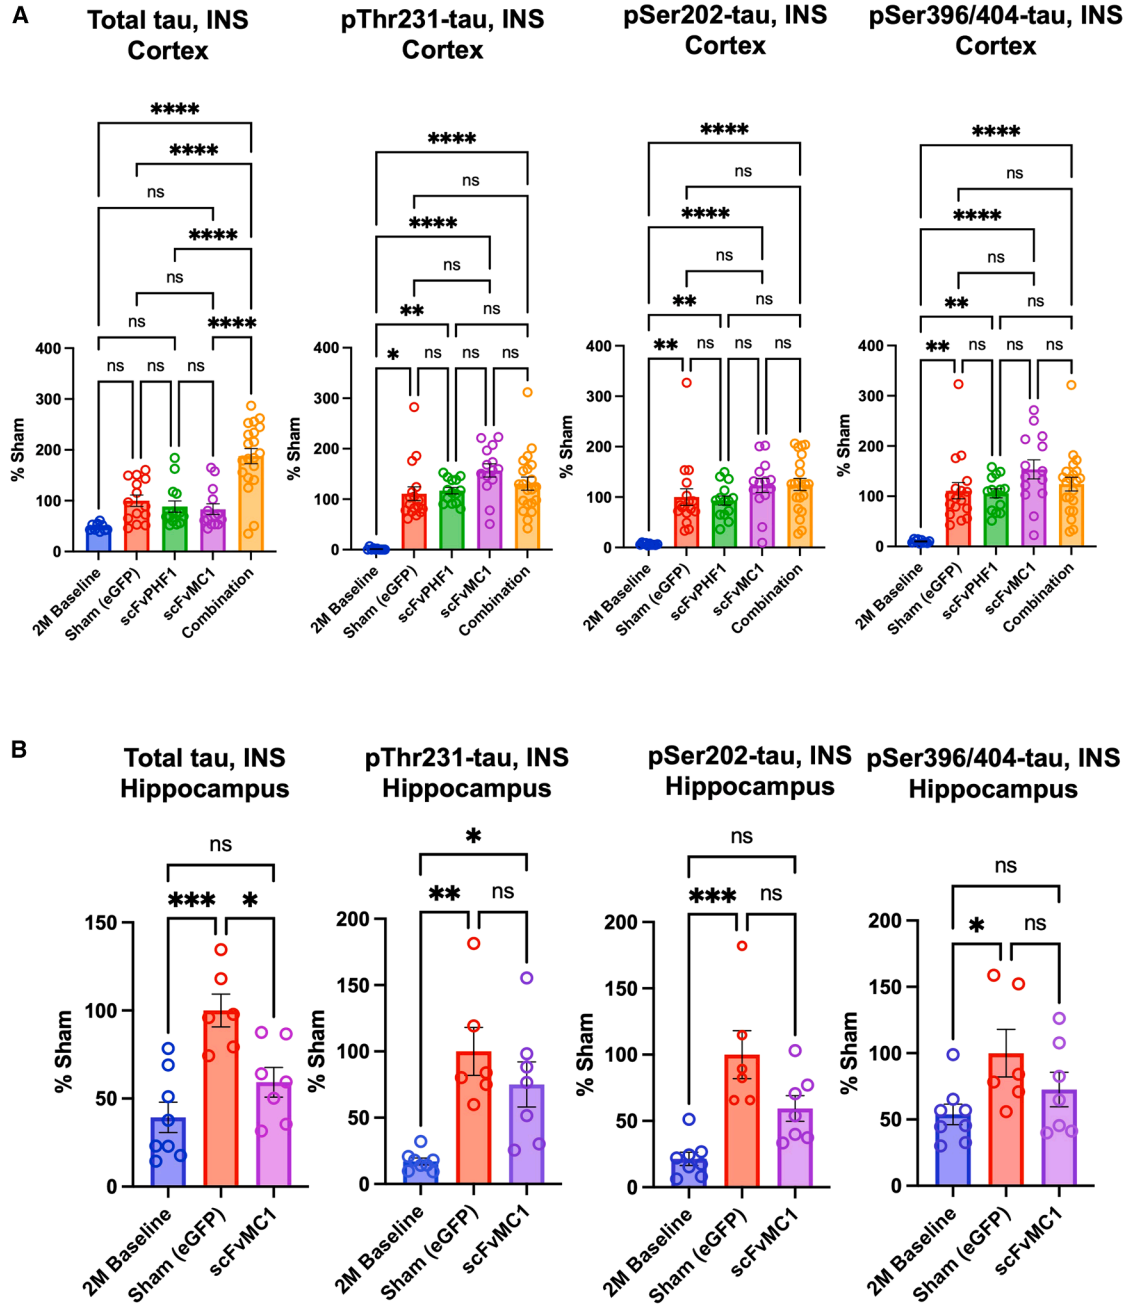 A
Total tau, INS
Cortex
pThr231-tau, INS
Cortex
pSer202-tau, INS
Cortex
pSer396/404-tau, INS
Cortex
****
****
ns
****
ns
ns
****
ns
ns
ns
% Sham
400
300
200
100
0
2M Baseline
Sham (eGFP)
scFvPHF1
scFvMC1
Combination
****
ns
****
ns
**
ns
*
ns
ns
ns
% Sham
400
300
200
100
0
2M Baseline
Sham (eGFP)
scFvPHF1
scFvMC1
Combination
****
ns
****
ns
**
ns
**
ns
ns
ns
% Sham
400
300
200
100
0
2M Baseline
Sham (eGFP)
scFvPHF1
scFvMC1
Combination
****
ns
****
ns
**
ns
**
ns
ns
ns
% Sham
400
300
200
100
0
2M Baseline
Sham (eGFP)
scFvPHF1
scFvMC1
Combination
B
Total tau, INS
Hippocampus
pThr231-tau, INS
Hippocampus
pSer202-tau, INS
Hippocampus
pSer396/404-tau, INS
Hippocampus
ns
***
*
% Sham
150
100
50
0
2M Baseline
Sham (eGFP)
scFvMC1
*
**
ns
% Sham
200
150
100
50
0
2M Baseline
Sham (eGFP)
scFvMC1
ns
***
ns
% Sham
200
150
100
50
0
2M Baseline
Sham (eGFP)
scFvMC1
ns
*
ns
% Sham
200
150
100
50
0
2M Baseline
Sham (eGFP)
scFvMC1